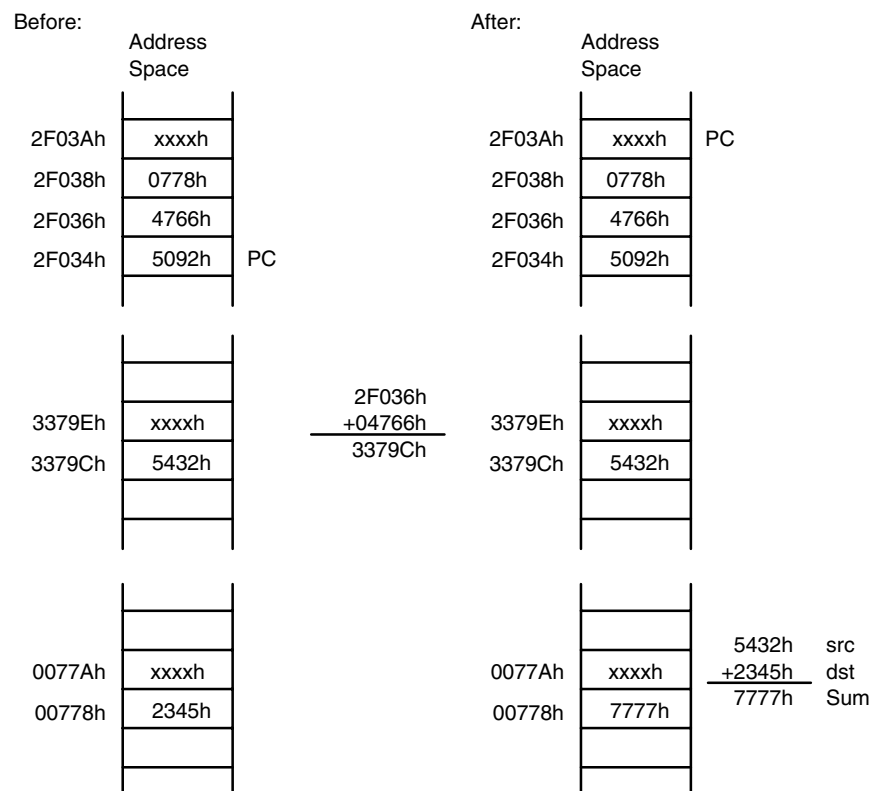 Before:
Address
Space
2F03Ah xxxxh
2F038h 0778h
2F036h 4766h
2F034h 5092h PC
3379Eh xxxxh
3379Ch 5432h
0077Ah xxxxh
00778h 2345h
2F036h
+04766h
3379Ch
After:
Address
Space
2F03Ah xxxxh PC
2F038h 0778h
2F036h 4766h
2F034h 5092h
3379Eh xxxxh
3379Ch 5432h
0077Ah xxxxh
00778h 7777h
5432h src
+2345h dst
7777h Sum